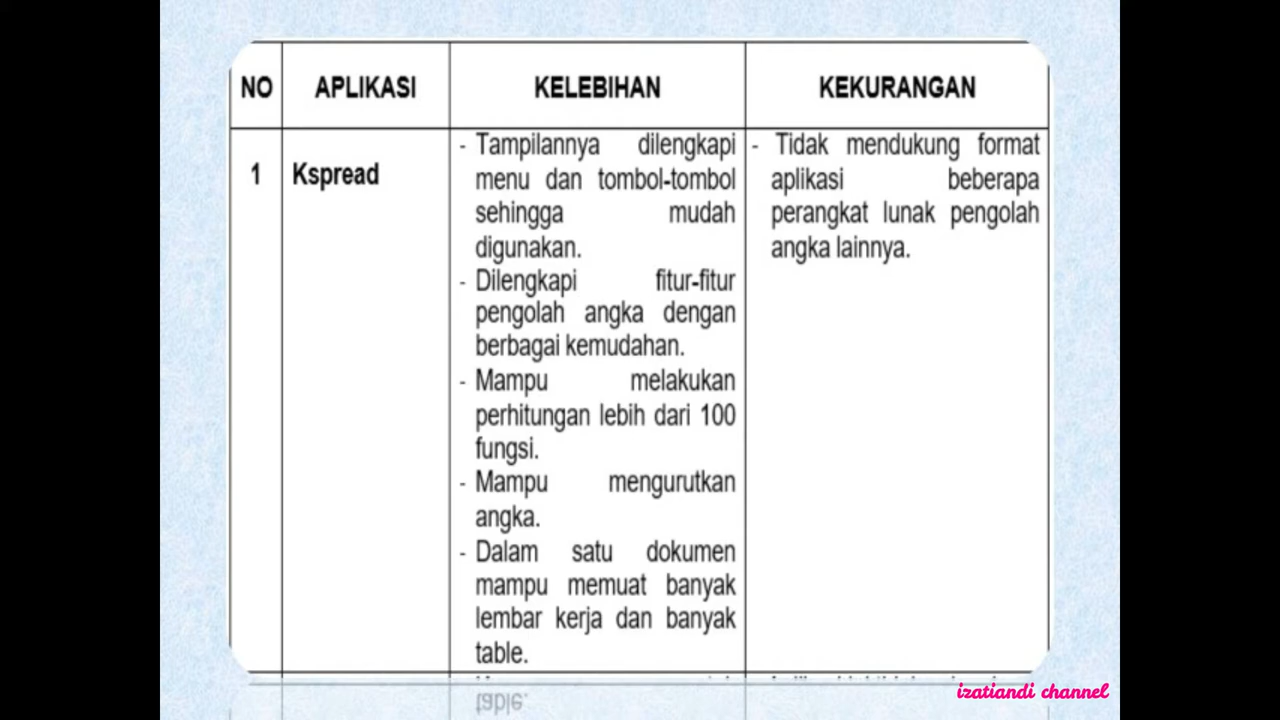 NO APLIKASI KELEBIHAN KEKURANGAN
1 Kspread
- Tampilannya dilengkapi
menu dan tombol-tombol
sehingga mudah
digunakan.
- Dilengkapi fitur-fitur
pengolah angka dengan
berbagai kemudahan.
- Mampu melakukan
perhitungan lebih dari 100
fungsi.
- Mampu mengurutkan
angka.
- Dalam satu dokumen
mampu memuat banyak
lembar kerja dan banyak
table.
- Tidak mendukung format
aplikasi beberapa
perangkat lunak pengolah
angka lainnya.
izatiandi channel